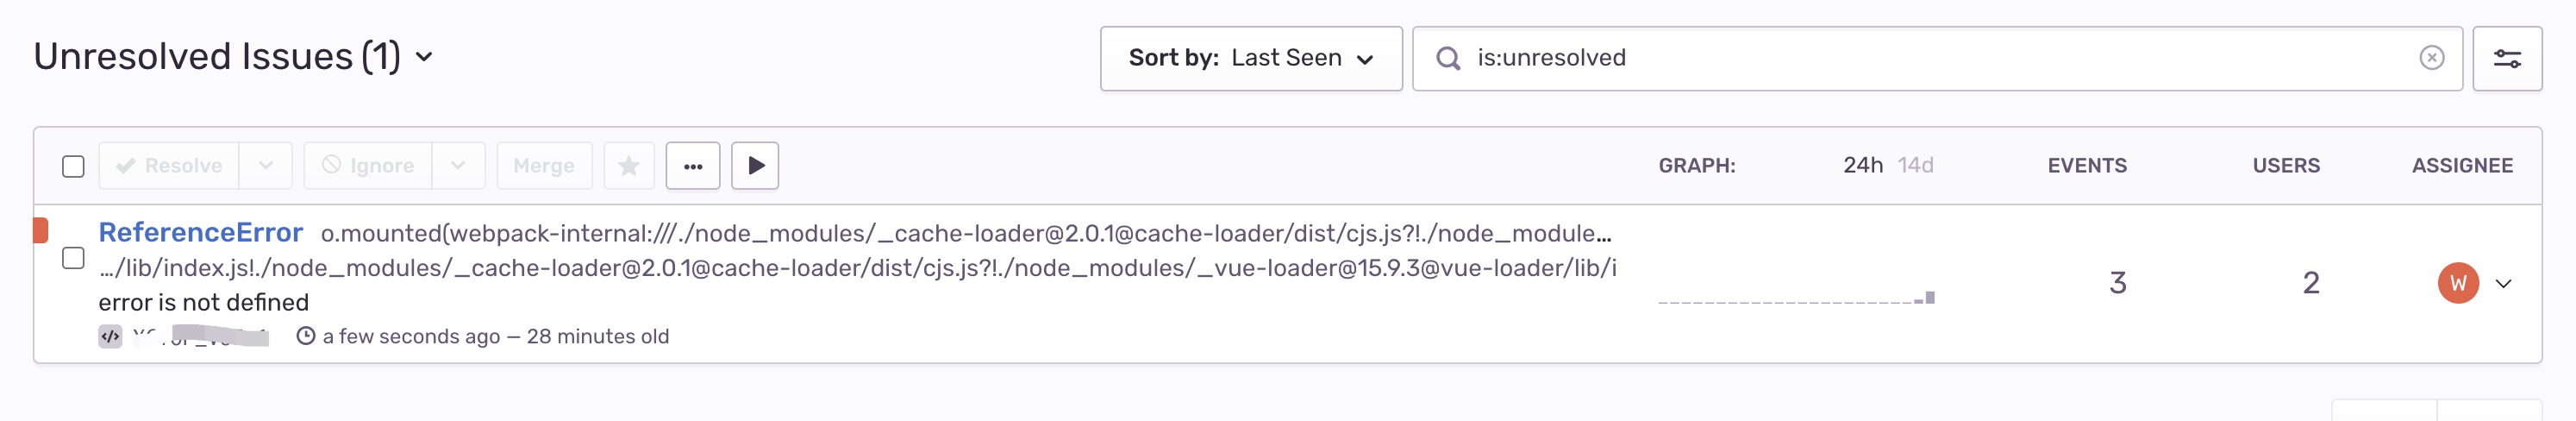 Unresolved Issues (1)
Sort by: Last Seen
is:unresolved
Resolve
Ignore
Merge
GRAPH:
24h 14d
EVENTS
USERS
ASSIGNEE
ReferenceError o.mounted(webpack-internal:///./node_modules/_cache-loader@2.0.1@cache-loader/dist/cjs.js?!./node_module...
.../lib/index.js!./node_modules/_cache-loader@2.0.1@cache-loader/dist/cjs.js?!./node_modules/_vue-loader@15.9.3@vue-loader/lib/i
error is not defined
3
2
W
a few seconds ago — 28 minutes old